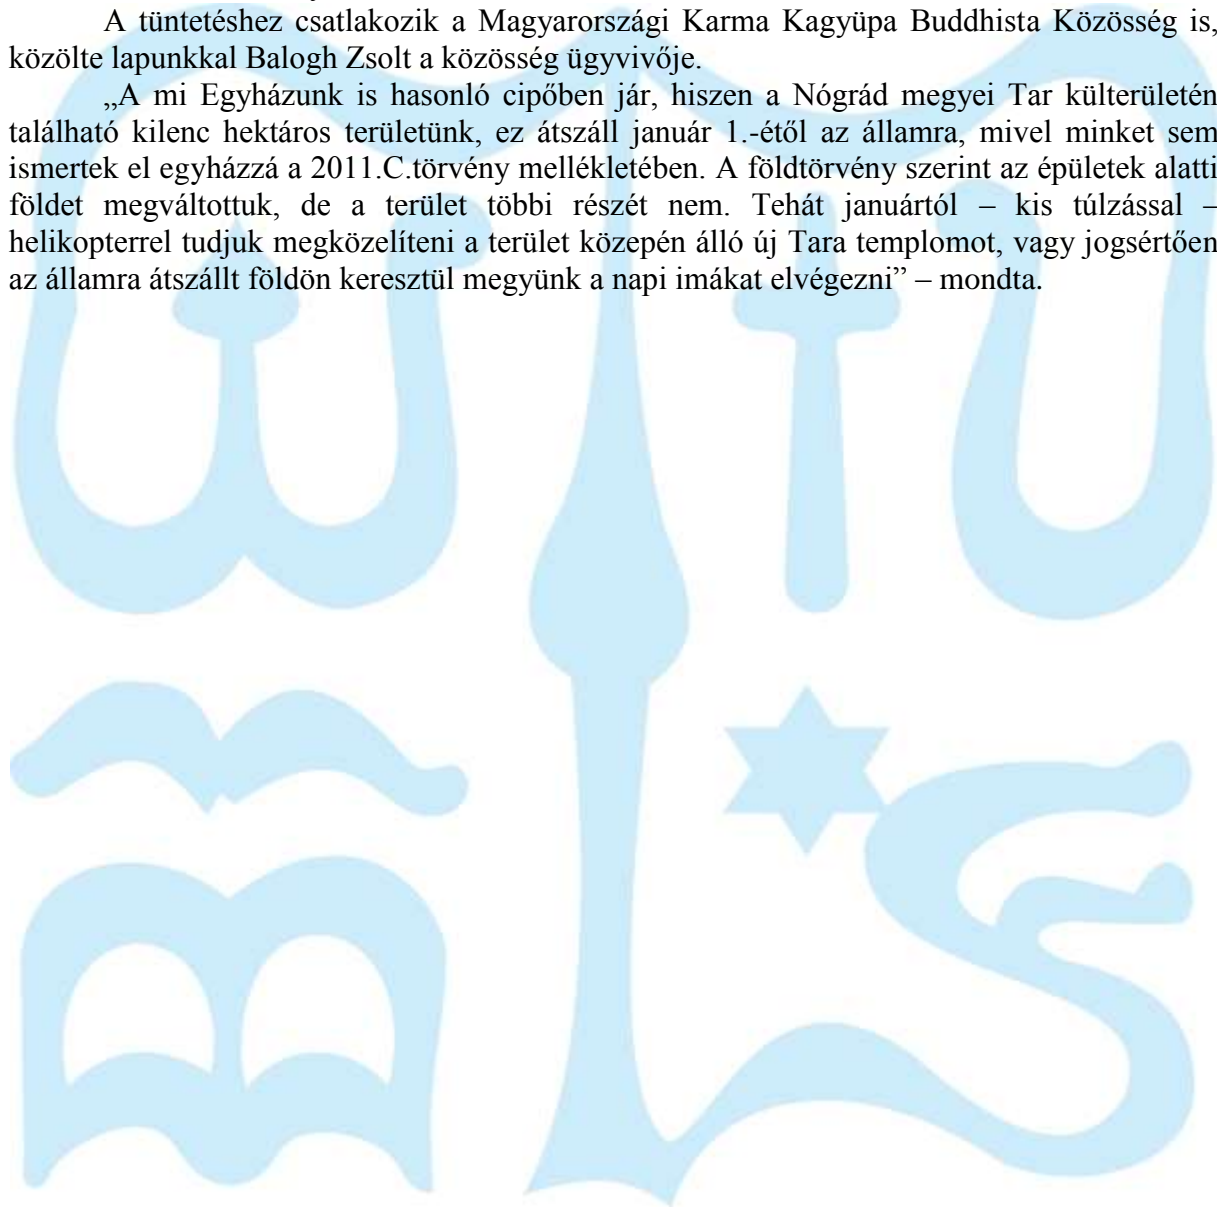 A tüntetéshez csatlakozik a Magyarországi Karma Kagyüpa Buddhista Közösség is,
közölte lapunkkal Balogh Zsolt a közösség ügyvivője.
„A mi Egyházunk is hasonló cipőben jár, hiszen a Nógrád megyei Tar külterületén
található kilenc hektáros területünk, ez átszáll január 1.-étől az államra, mivel minket sem
ismertek el egyházzá a 2011.C.törvény mellékletében. A földtörvény szerint az épületek alatti
földet megváltottuk, de a terület többi részét nem. Tehát januártól – kis túlzással –
helikopterrel tudjuk megközelíteni a terület közepén álló új Tara templomot, vagy jogsértően
az államra átszállt földön keresztül megyünk a napi imákat elvégezni” – mondta.